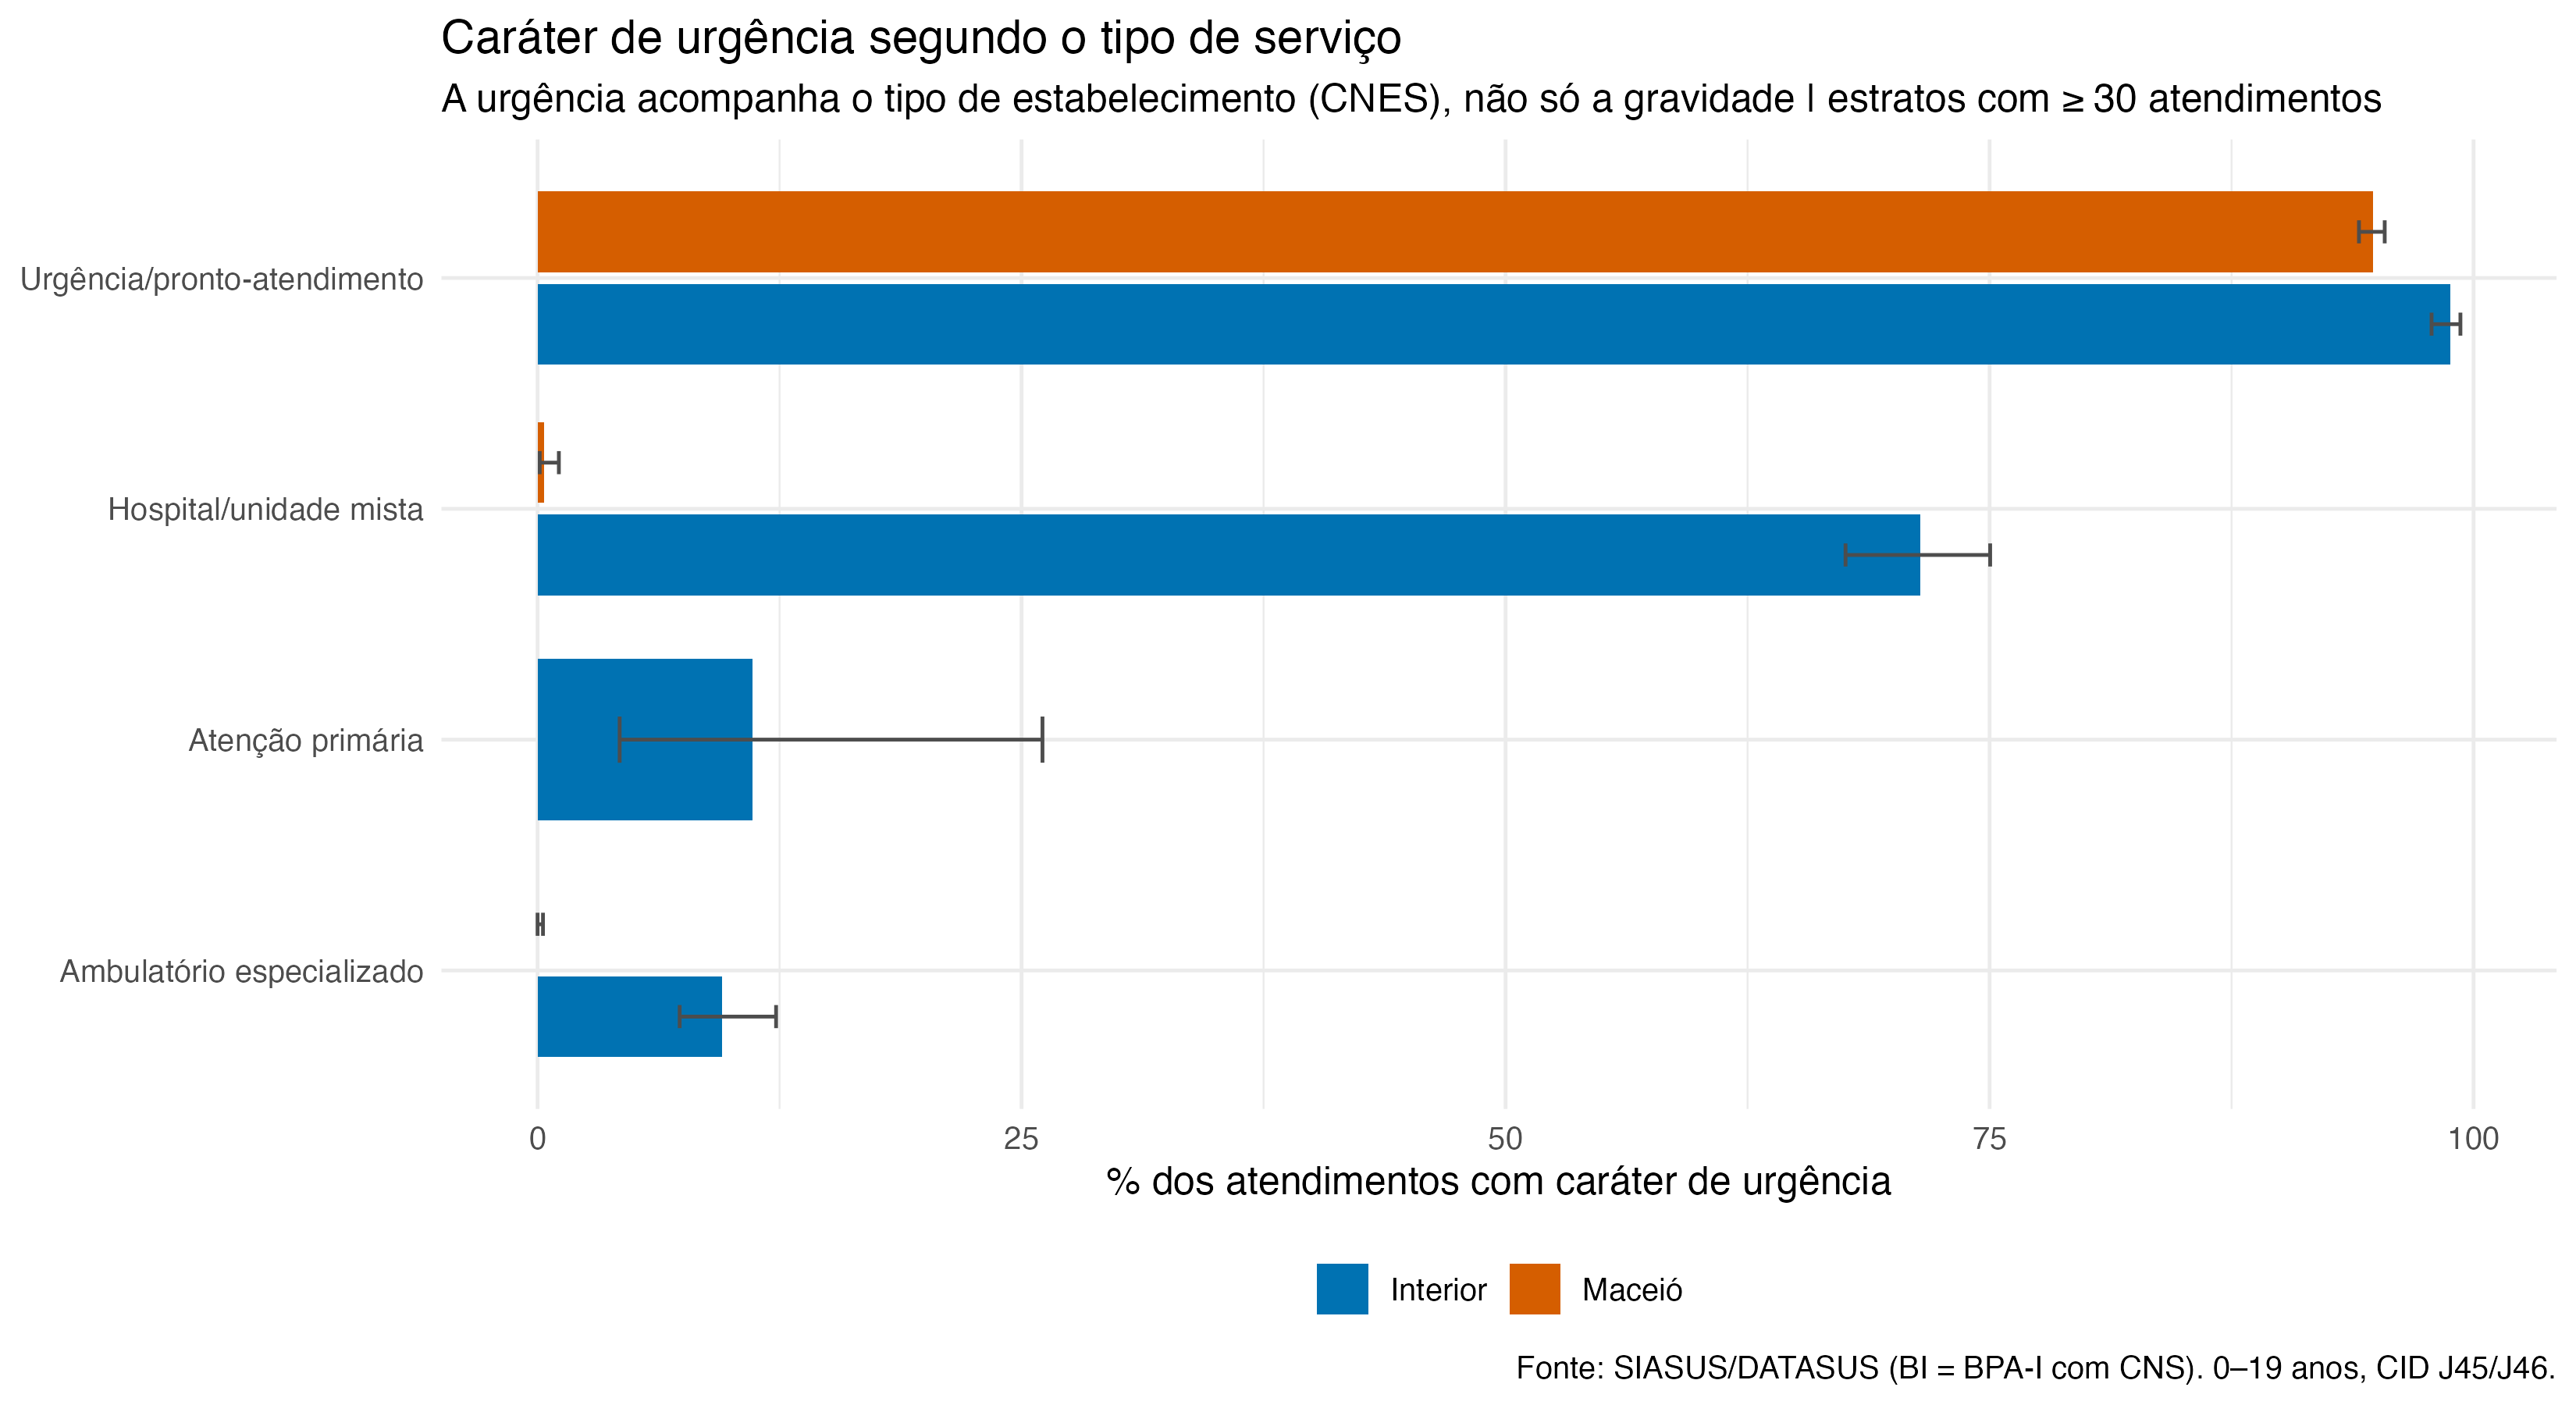 Caráter de urgência segundo o tipo de serviço
A urgência acompanha o tipo de estabelecimento (CNES), não só a gravidade | estratos com ≥ 30 atendimentos
Urgência/pronto-atendimento
Hospital/unidade mista
Atenção primária
Ambulatório especializado
0 25 50 75 100
% dos atendimentos com caráter de urgência
Interior Maceió
Fonte: SIASUS/DATASUS (BI = BPA-I com CNS). 0–19 anos, CID J45/J46.